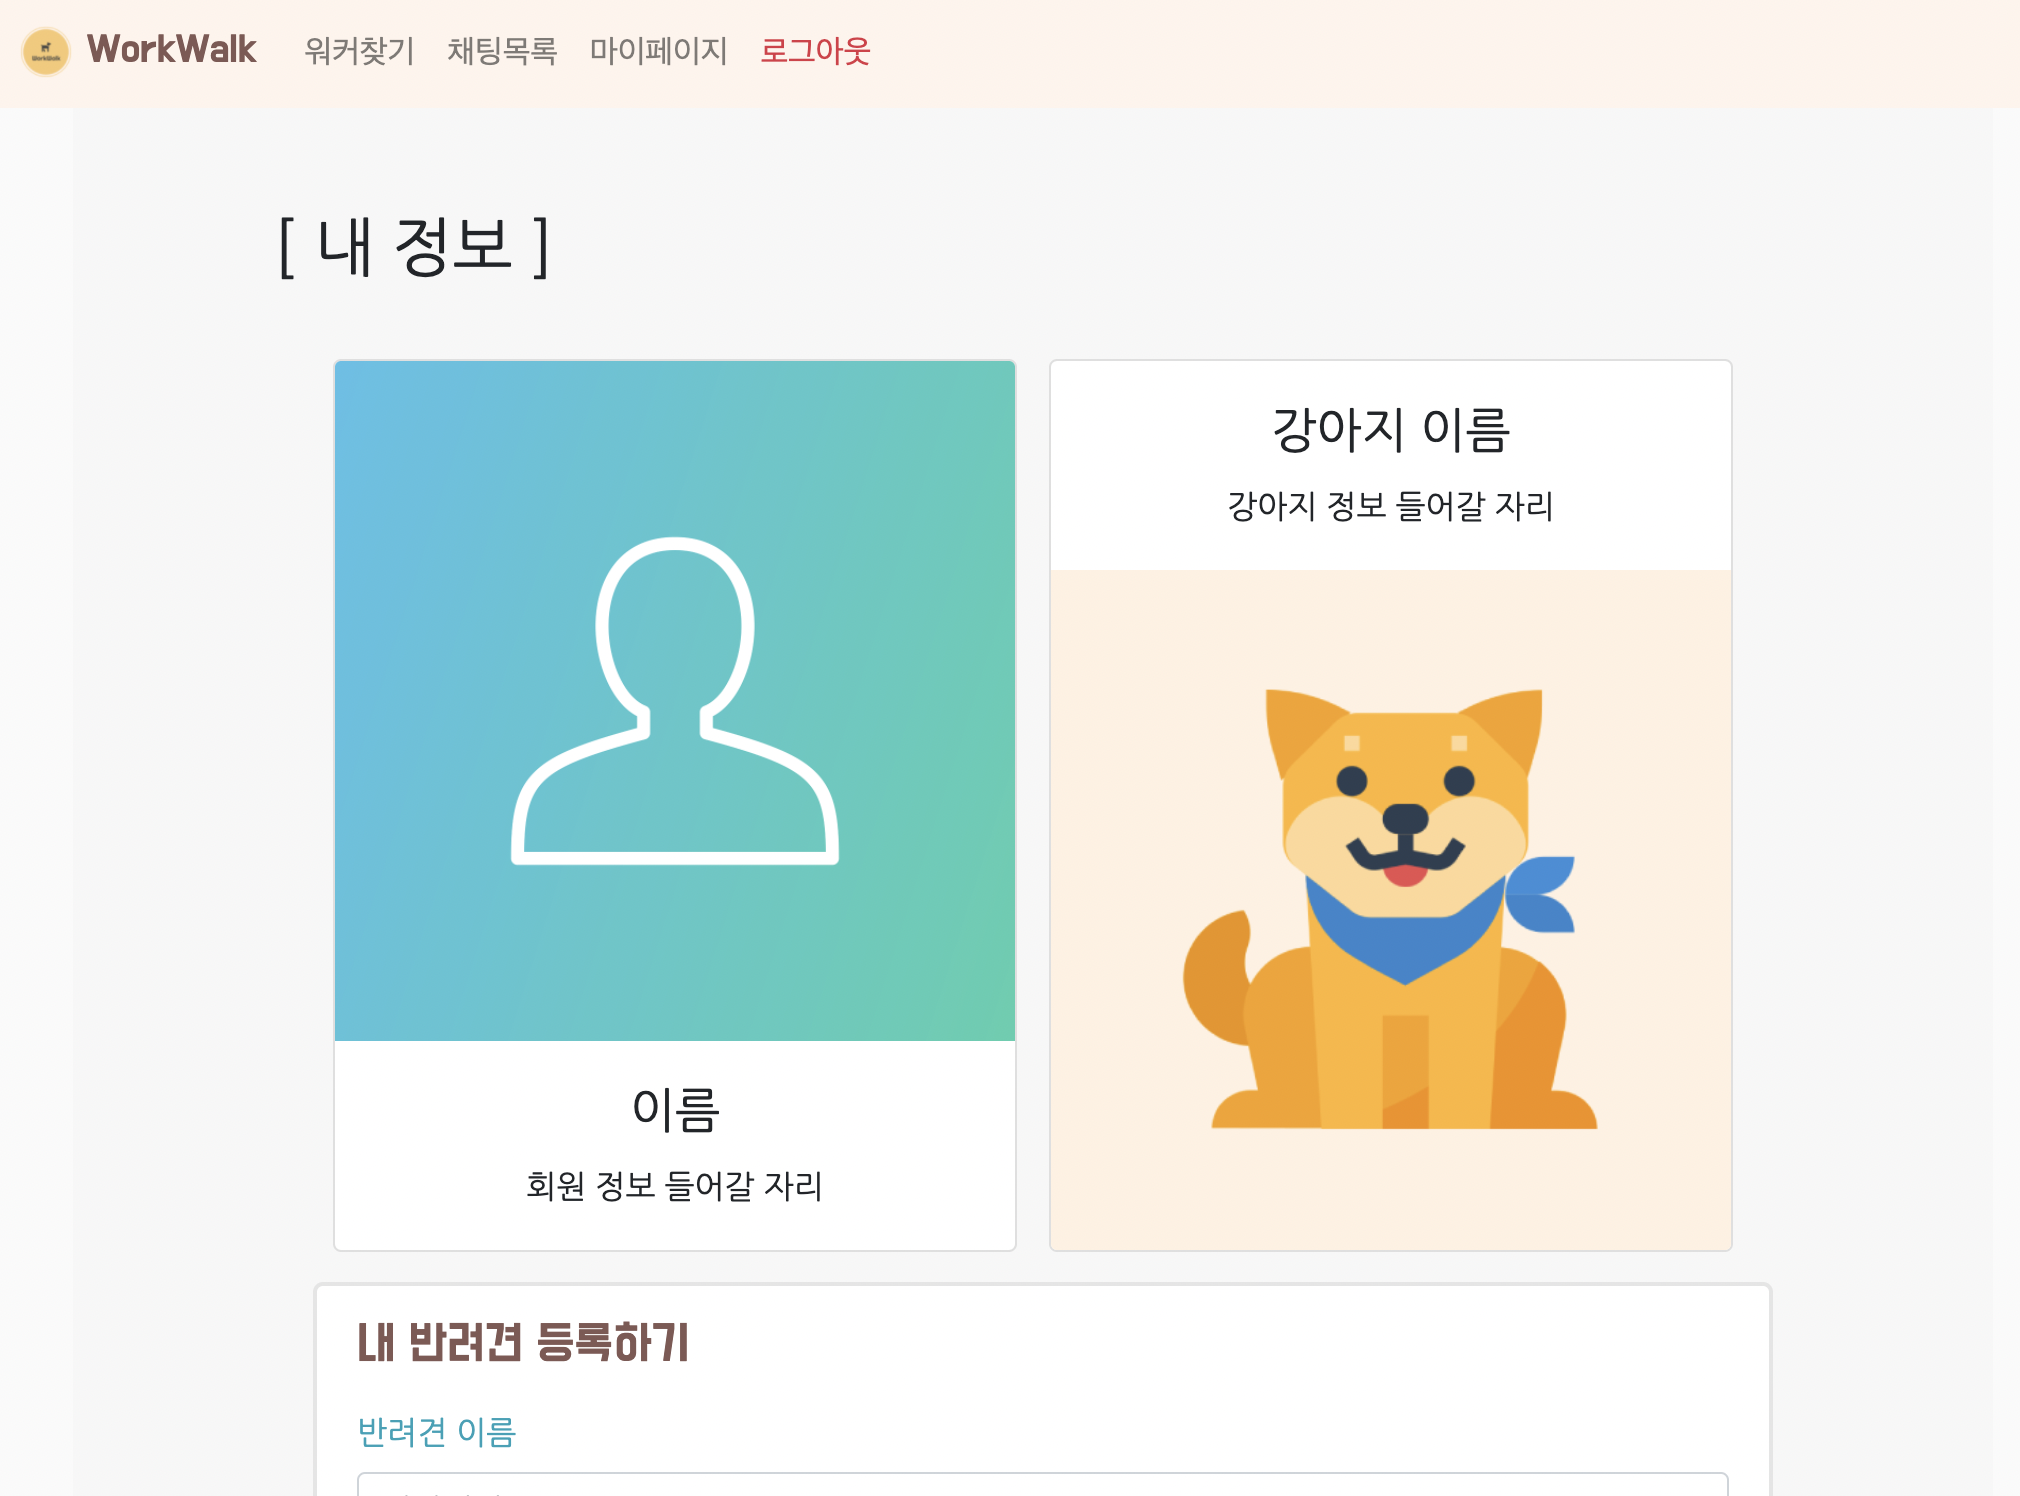 WorkWalk 워커찾기 채팅목록 마이페이지 로그아웃
[ 내 정보 ]
이름
회원 정보 들어갈 자리
강아지 이름
강아지 정보 들어갈 자리
내 반려견 등록하기
반려견 이름